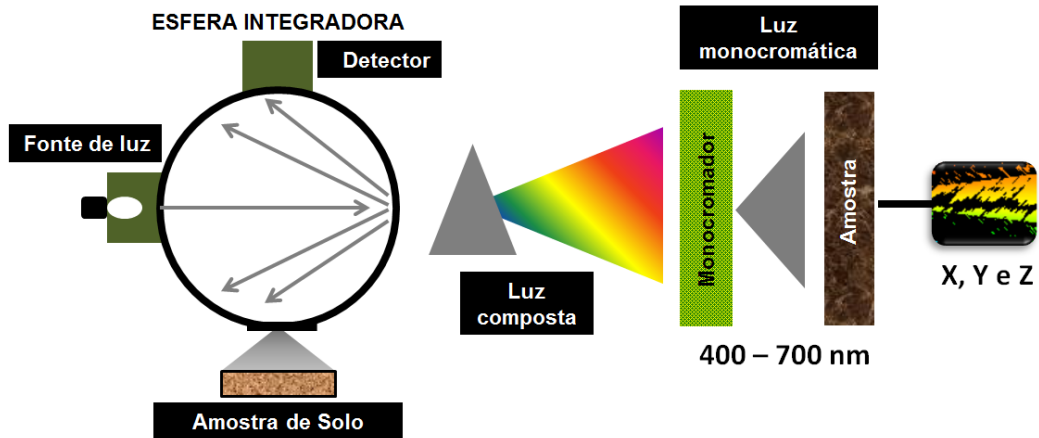 ESFERA INTEGRADORA
Detector
Fonte de luz
Amostra de Solo
Luz
composta
Luz
monocromática
Monocromador
Amostra
400 – 700 nm
X, Y e Z